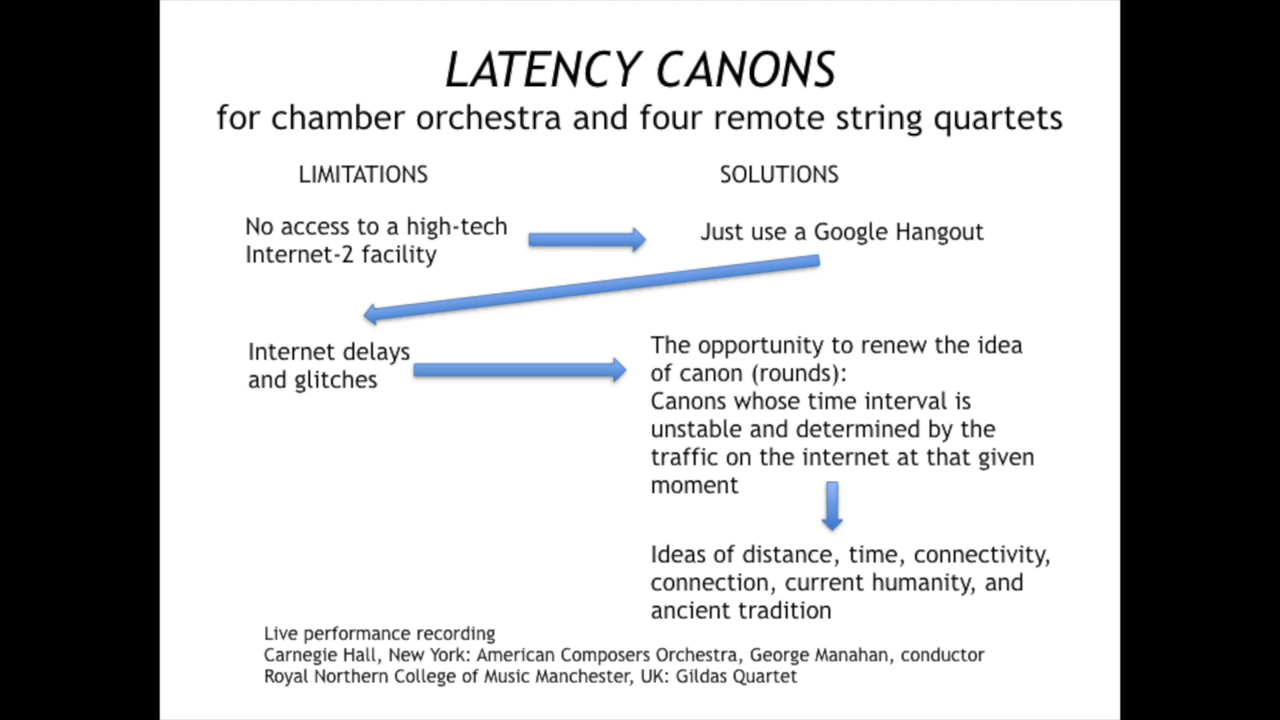 LATENCY CANONS
for chamber orchestra and four remote string quartets
LIMITATIONS
SOLUTIONS
No access to a high-tech
Internet-2 facility
Just use a Google Hangout
Internet delays
and glitches
The opportunity to renew the idea
of canon (rounds):
Canons whose time interval is
unstable and determined by the
traffic on the internet at that given
moment
Ideas of distance, time, connectivity,
connection, current humanity, and
ancient tradition
Live performance recording
Carnegie Hall, New York: American Composers Orchestra, George Manahan, conductor
Royal Northern College of Music Manchester, UK: Gildas Quartet